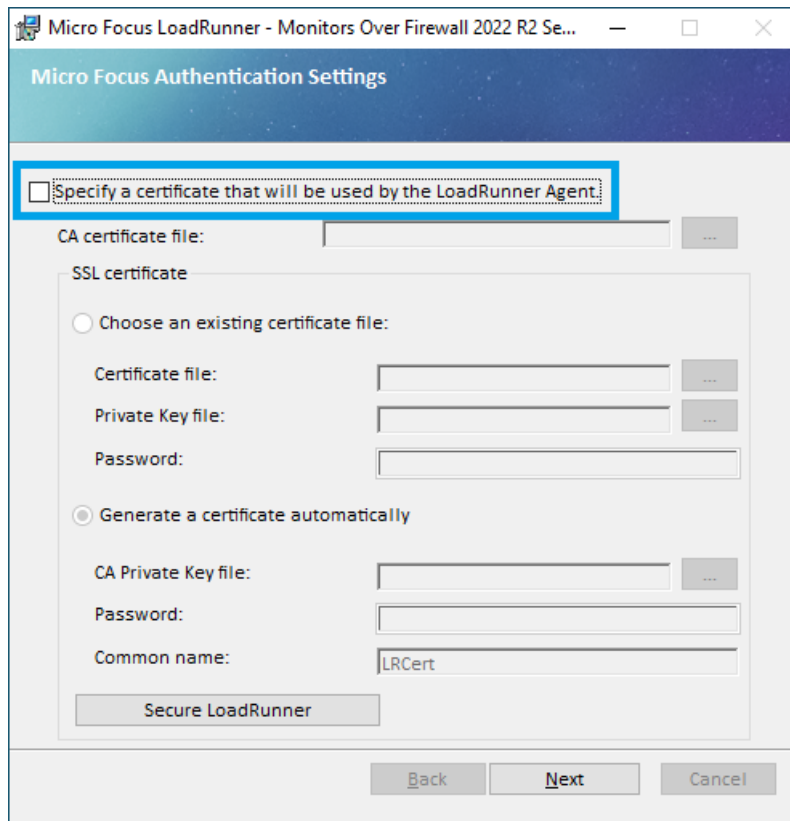 Micro Focus LoadRunner - Monitors Over Firewall 2022 R2 Se...
Micro Focus Authentication Settings
Specify a certificate that will be used by the LoadRunner Agent.
CA certificate file:
...
SSL certificate
Choose an existing certificate file:
Certificate file:
...
Private Key file:
...
Password:
Generate a certificate automatically
CA Private Key file:
...
Password:
Common name:
LRCert
Secure LoadRunner
Back
Next
Cancel